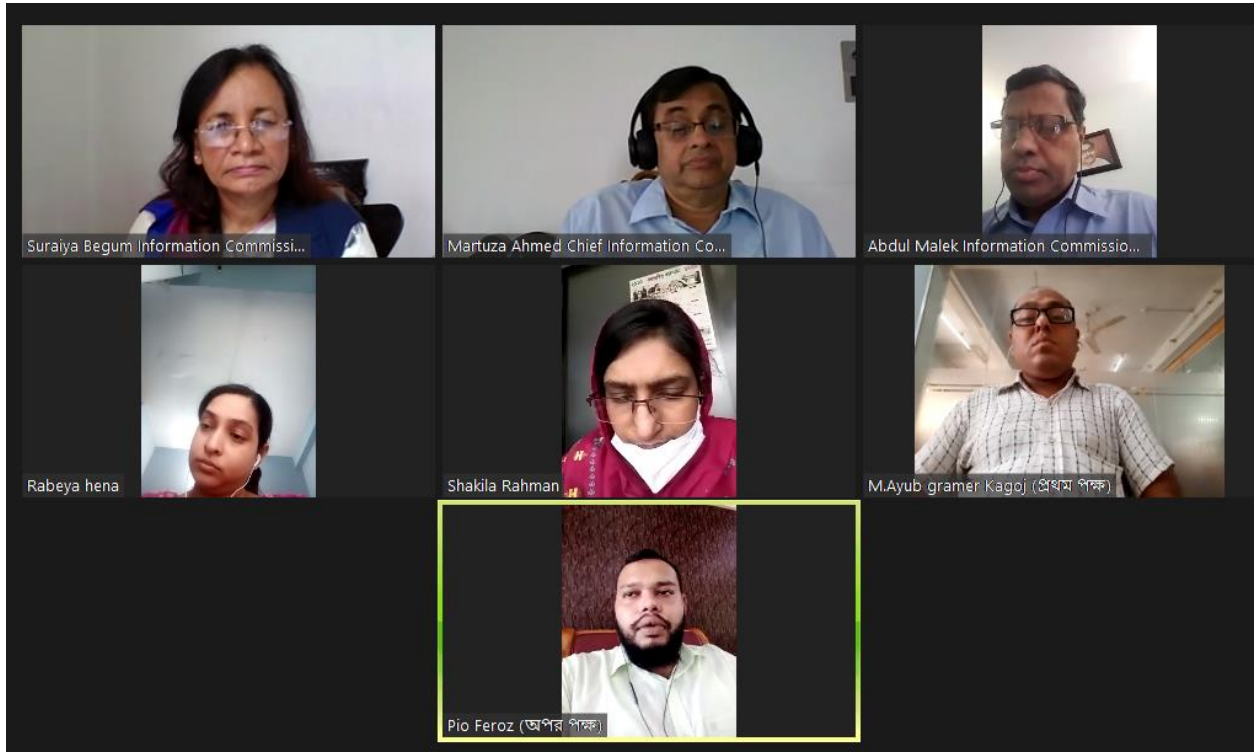 Suraiya Begum Information Commissi...
Martuza Ahmed Chief Information Co...
Abdul Malek Information Commissio...
Rabeya hena
Shakila Rahman
M.Ayub gramer Kagoj (প্রথম পক্ষ)
Pio Feroz (অপর পক্ষ)